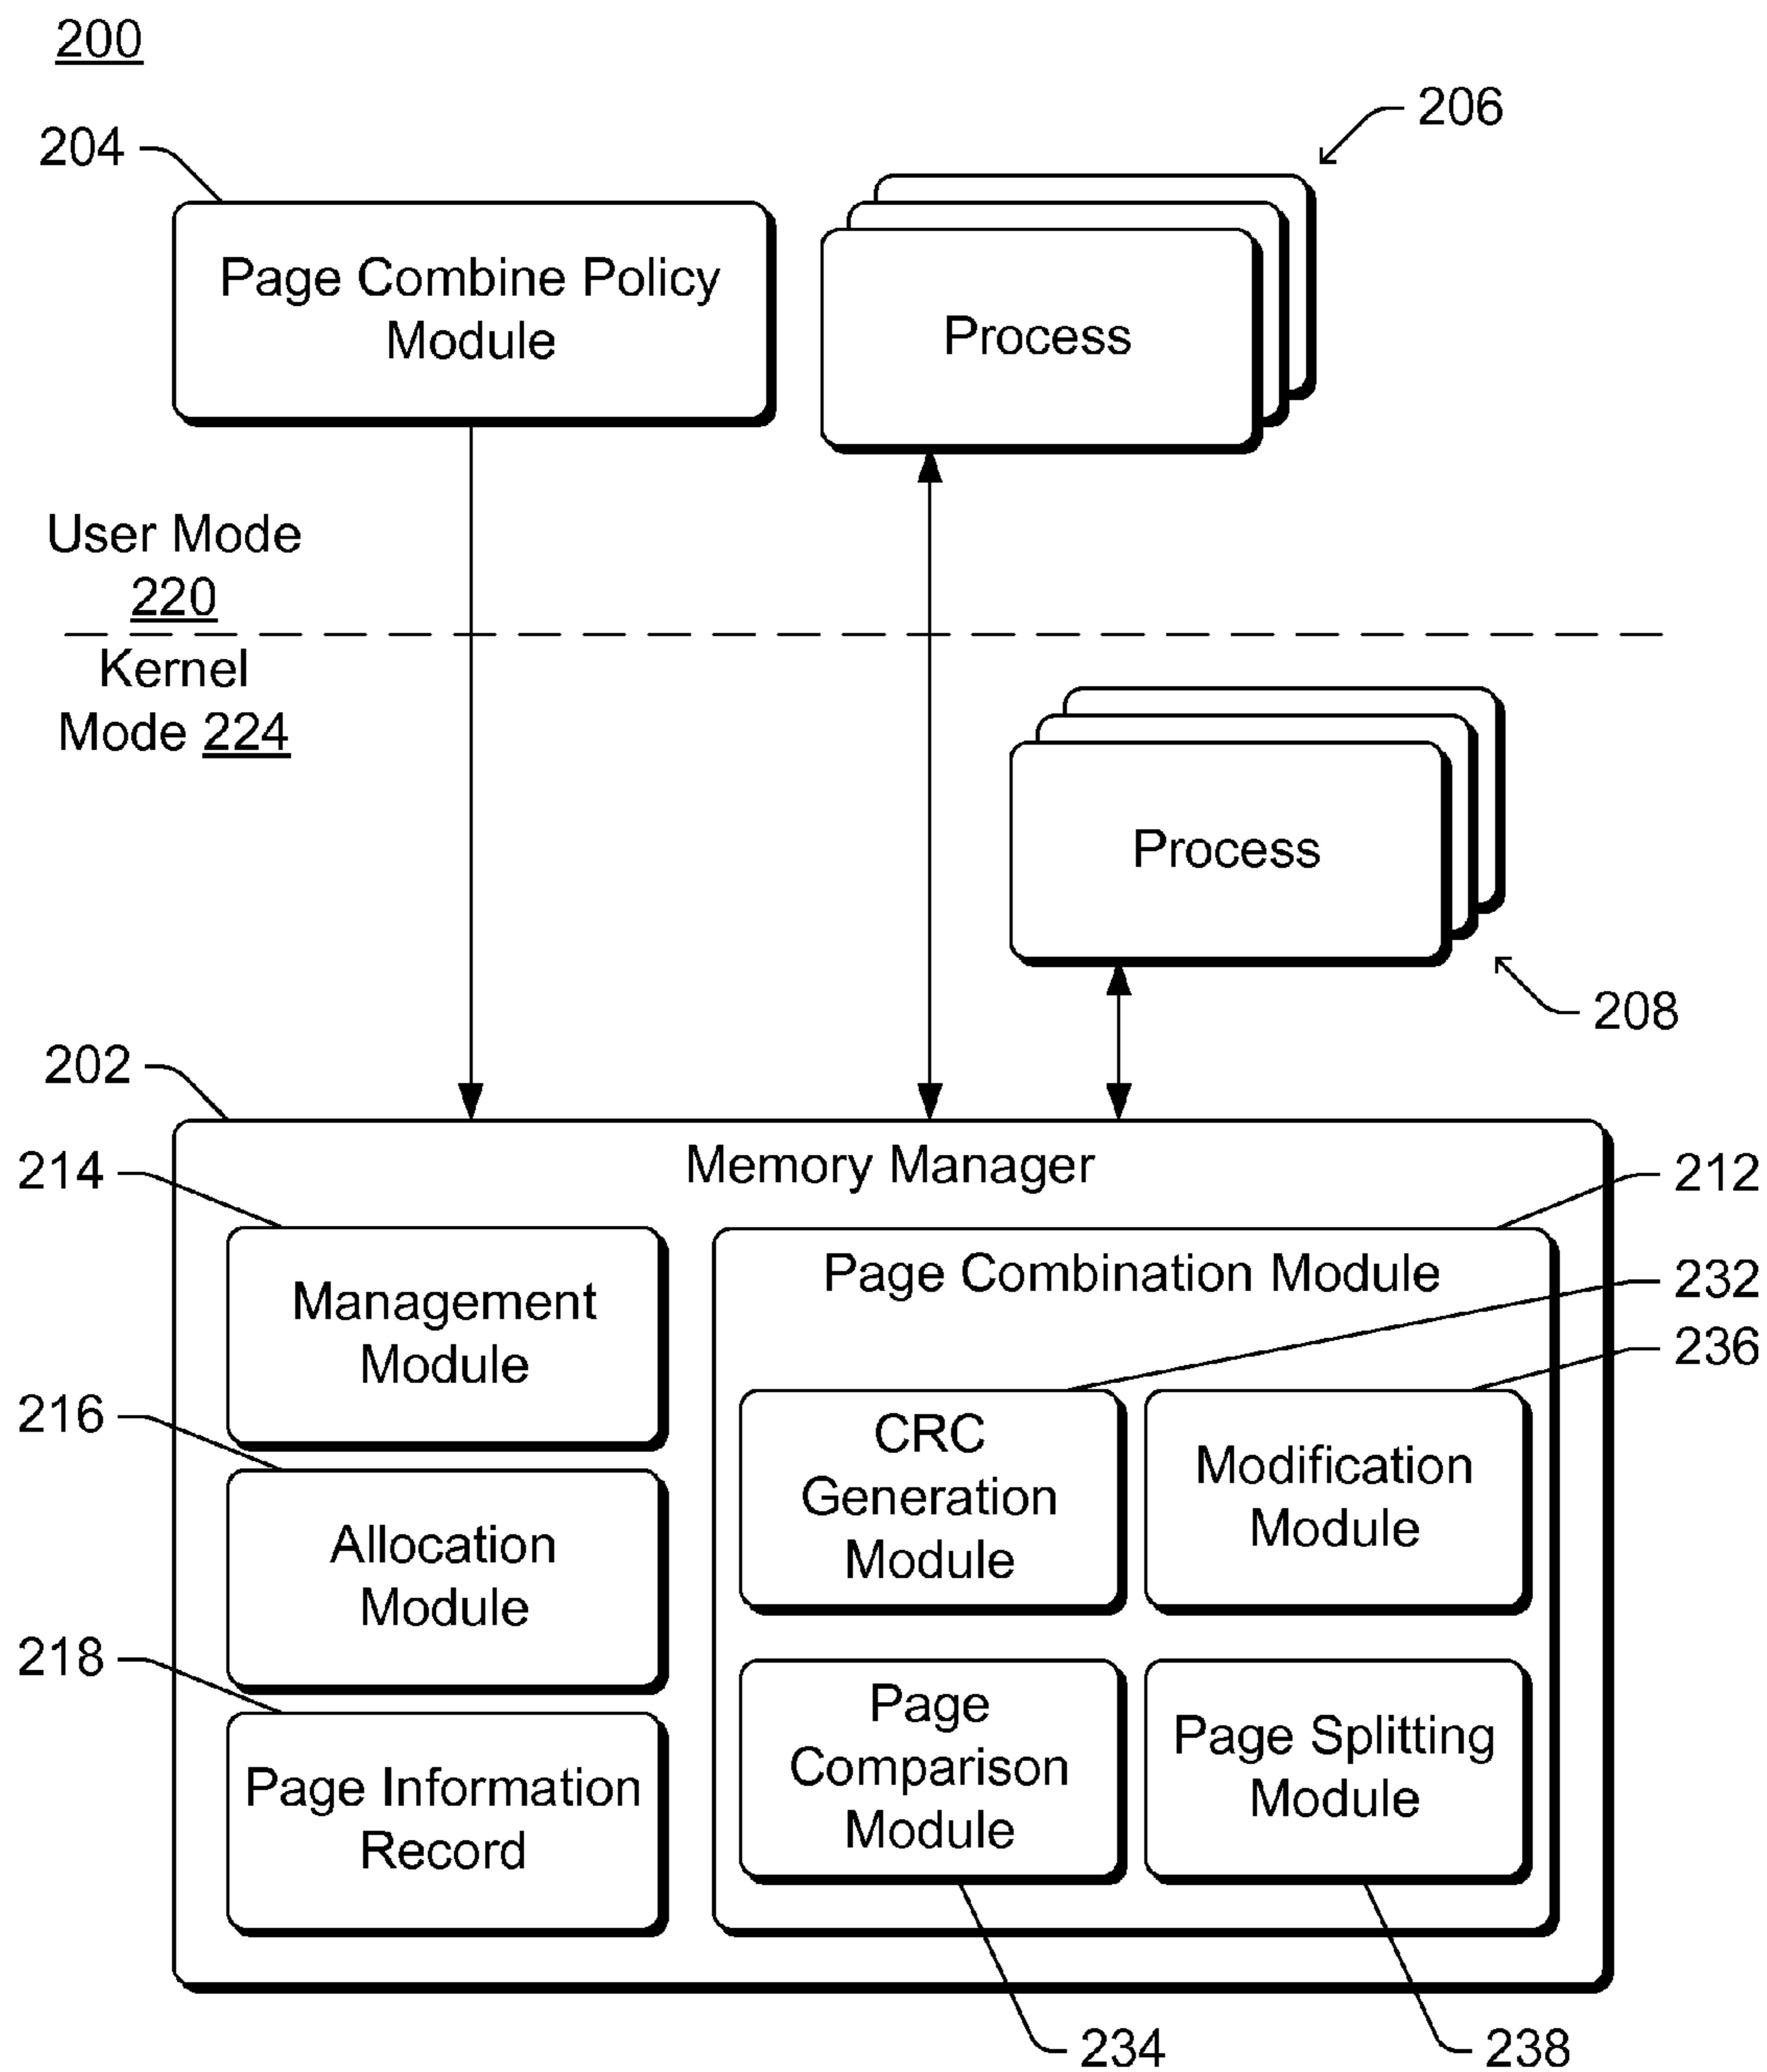 200
206
204
Page Combine Policy
Module
Process
User Mode
220
Kernel
Mode 224
Process
208
202
Memory Manager
214
212
Management
Module
Page Combination Module
232
236
216
Allocation
Module
CRC
Generation
Module
Modification
Module
218
Page Information
Record
Page
Comparison
Module
Page Splitting
Module
234
238